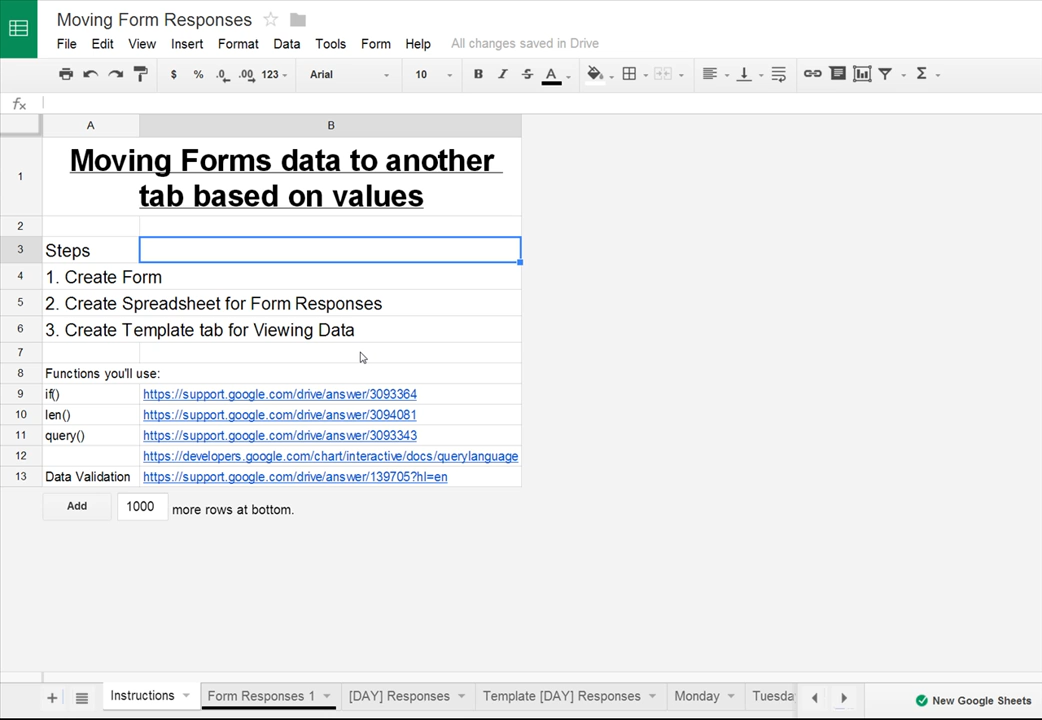 Moving Form Responses
File Edit View Insert Format Data Tools Form Help All changes saved in Drive
$ % .0 .00 123 Arial 10 B I S A Σ
fx
A B
1 Moving Forms data to another
tab based on values
2
3 Steps
4 1. Create Form
5 2. Create Spreadsheet for Form Responses
6 3. Create Template tab for Viewing Data
7
8 Functions you'll use:
9 if() https://support.google.com/drive/answer/3093364
10 len() https://support.google.com/drive/answer/3094081
11 query() https://support.google.com/drive/answer/3093343
12 https://developers.google.com/chart/interactive/docs/querylanguage
13 Data Validation https://support.google.com/drive/answer/139705?hl=en
Add 1000 more rows at bottom.
+ Instructions Form Responses 1 [DAY] Responses Template [DAY] Responses Monday Tuesda New Google Sheets